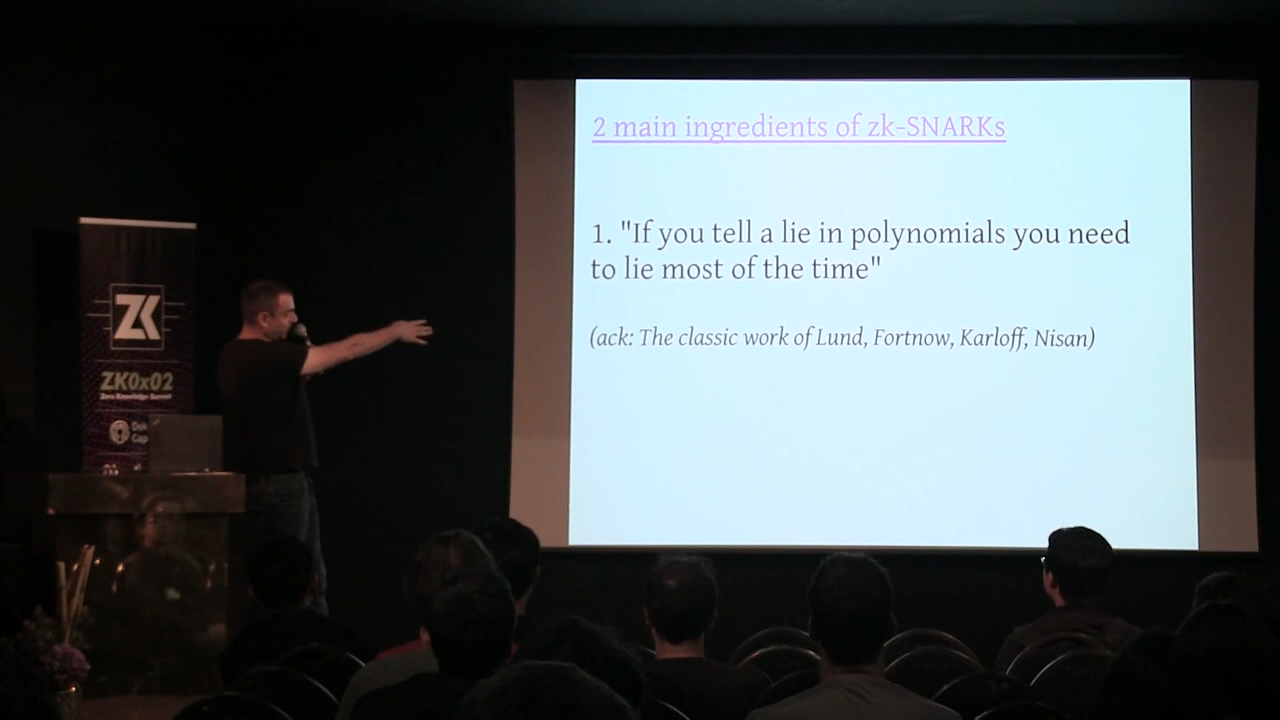 2 main ingredients of zk-SNARKs
1. "If you tell a lie in polynomials you need
to lie most of the time"
(ack: The classic work of Lund, Fortnow, Karloff, Nisan)
ZK
ZK0x02
Zero Knowledge Summit